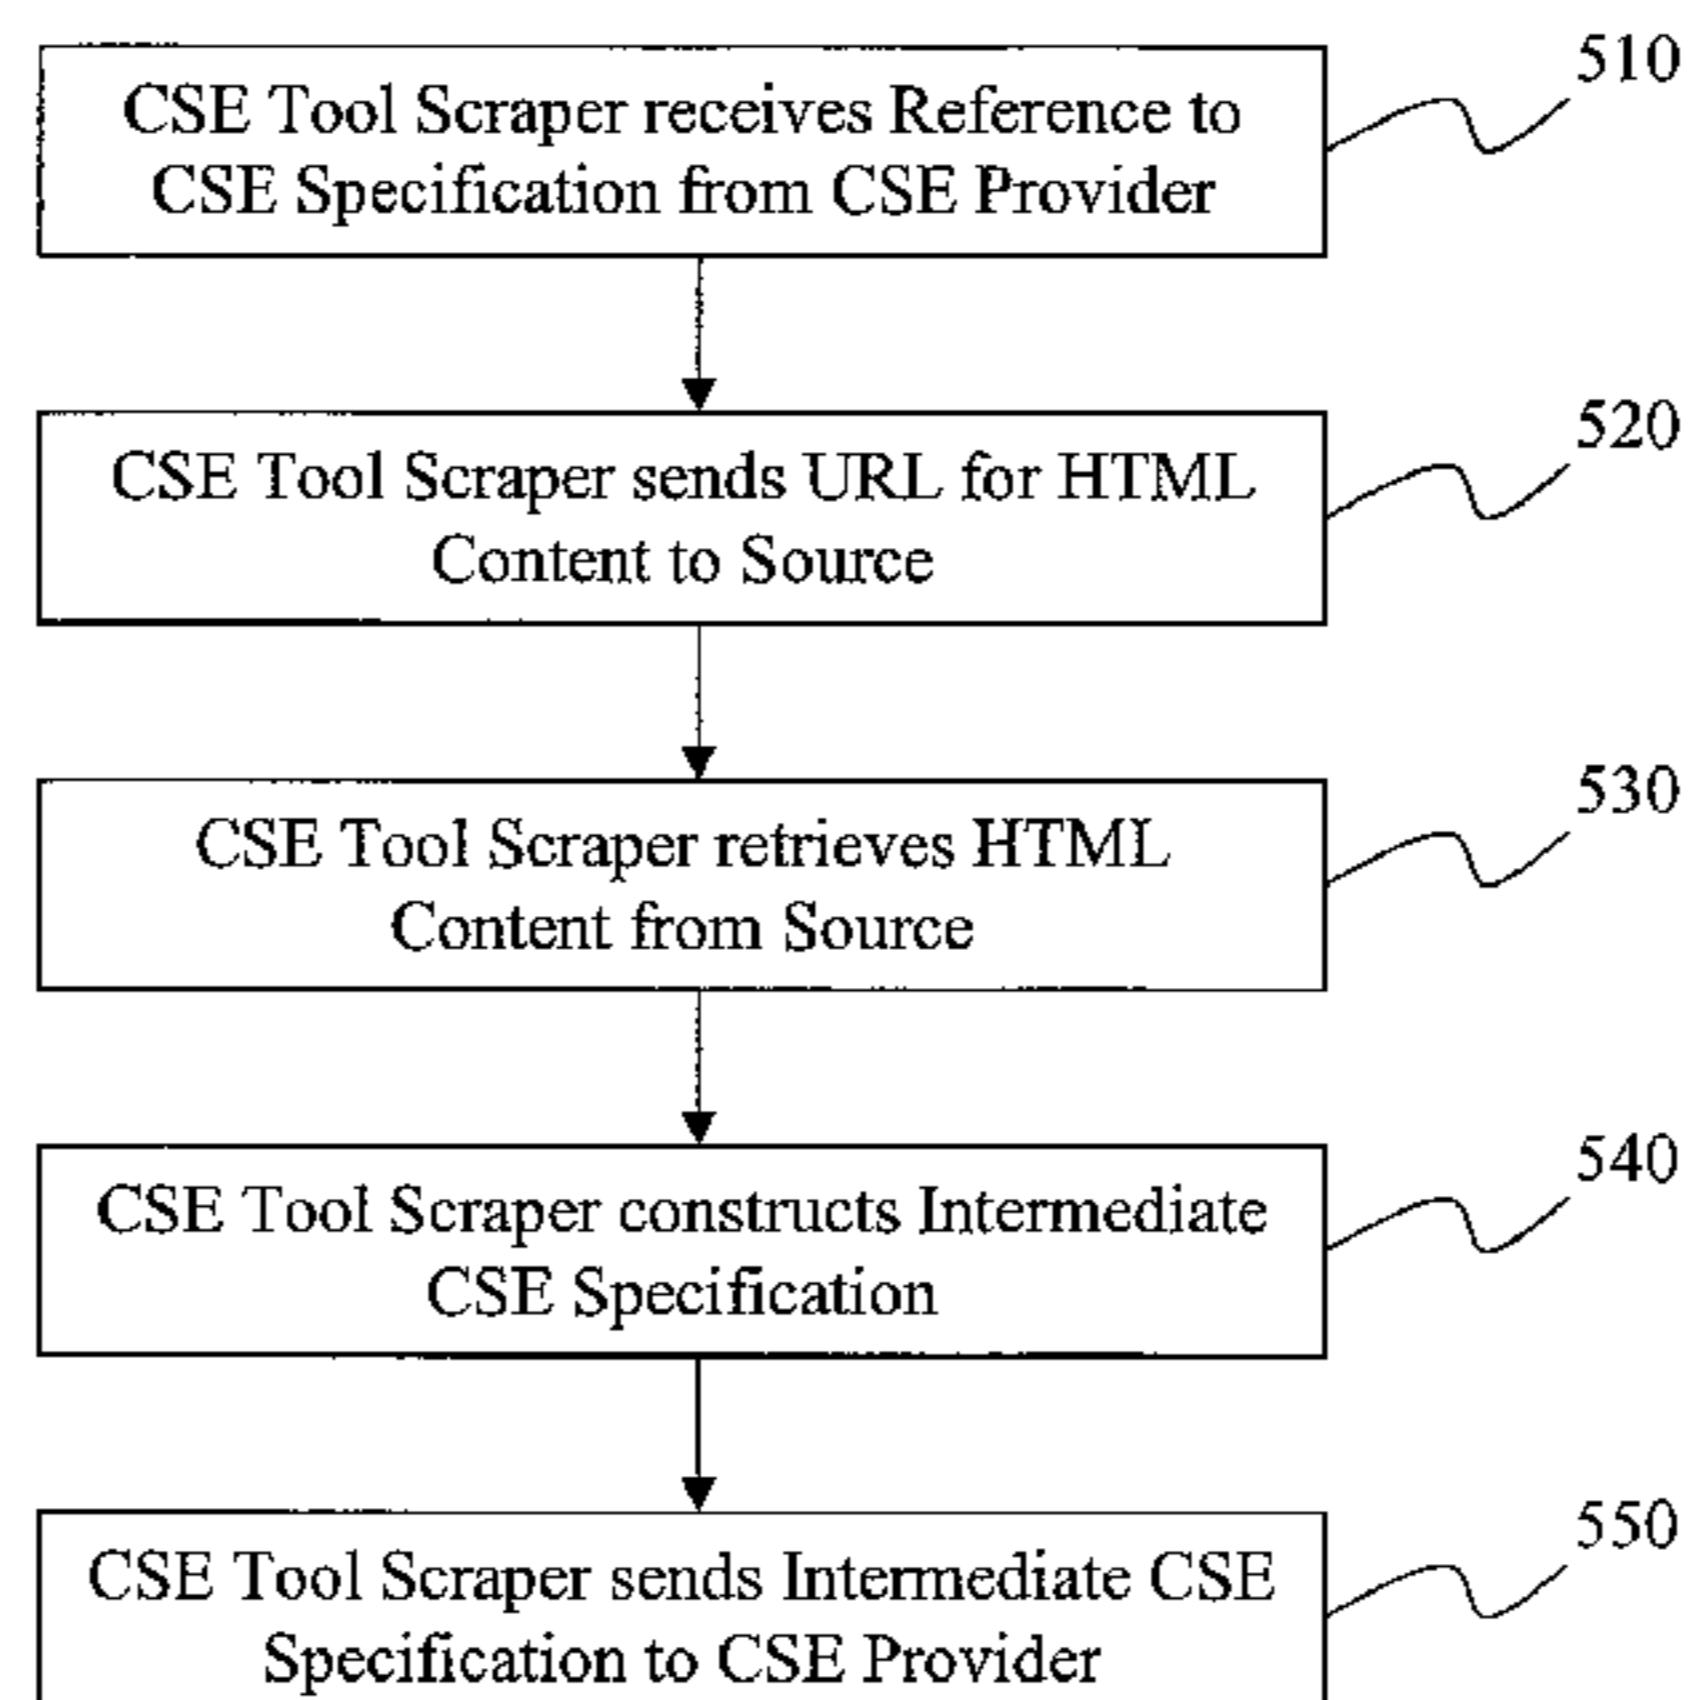 CSE Tool Scraper receives Reference to
CSE Specification from CSE Provider
510
CSE Tool Scraper sends URL for HTML
Content to Source
520
CSE Tool Scraper retrieves HTML
Content from Source
530
CSE Tool Scraper constructs Intermediate
CSE Specification
540
CSE Tool Scraper sends Intermediate CSE
Specification to CSE Provider
550